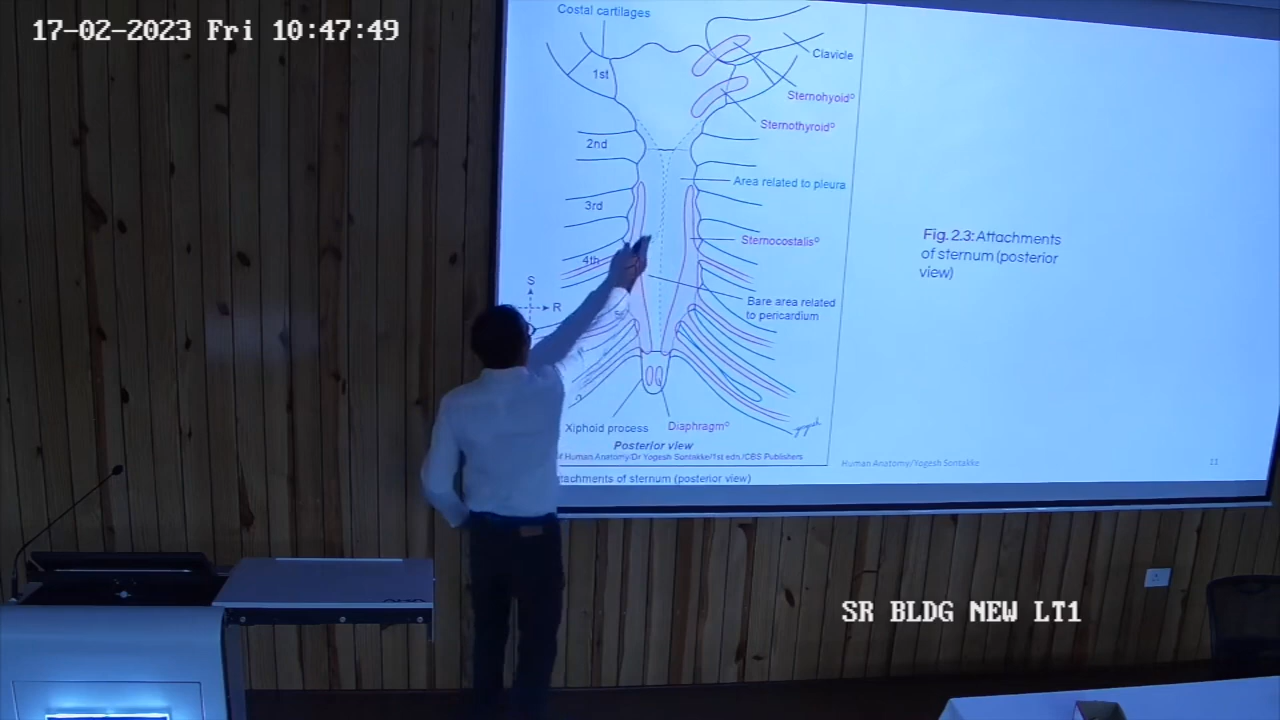 17-02-2023 Fri 10:47:49
Costal cartilages
1st
Clavicle
Sternohyoid°
Sternothyroid°
2nd
Area related to pleura
3rd
Sternocostalis°
4th
S
R
Bare area related
to pericardium
Xiphoid process
Diaphragm°
Posterior view
Human Anatomy/Dr Yogesh Sontakke/1st edn./CBS Publishers
tachments of sternum (posterior view)
Fig. 2.3: Attachments
of sternum (posterior
view)
Human Anatomy/Yogesh Sontakke
11
SR BLDG NEW LT1